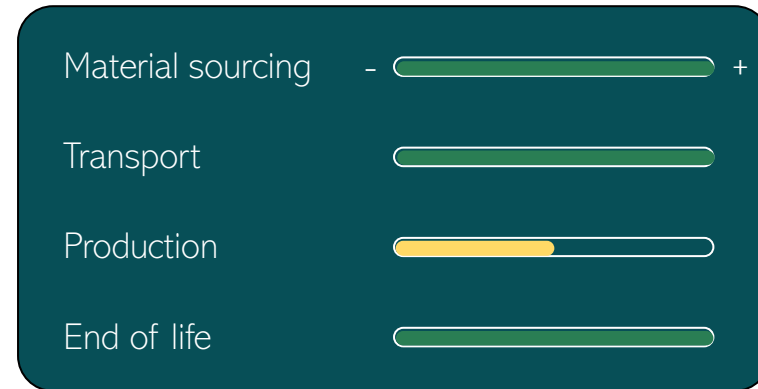 Material sourcing - +
Transport
Production
End of life